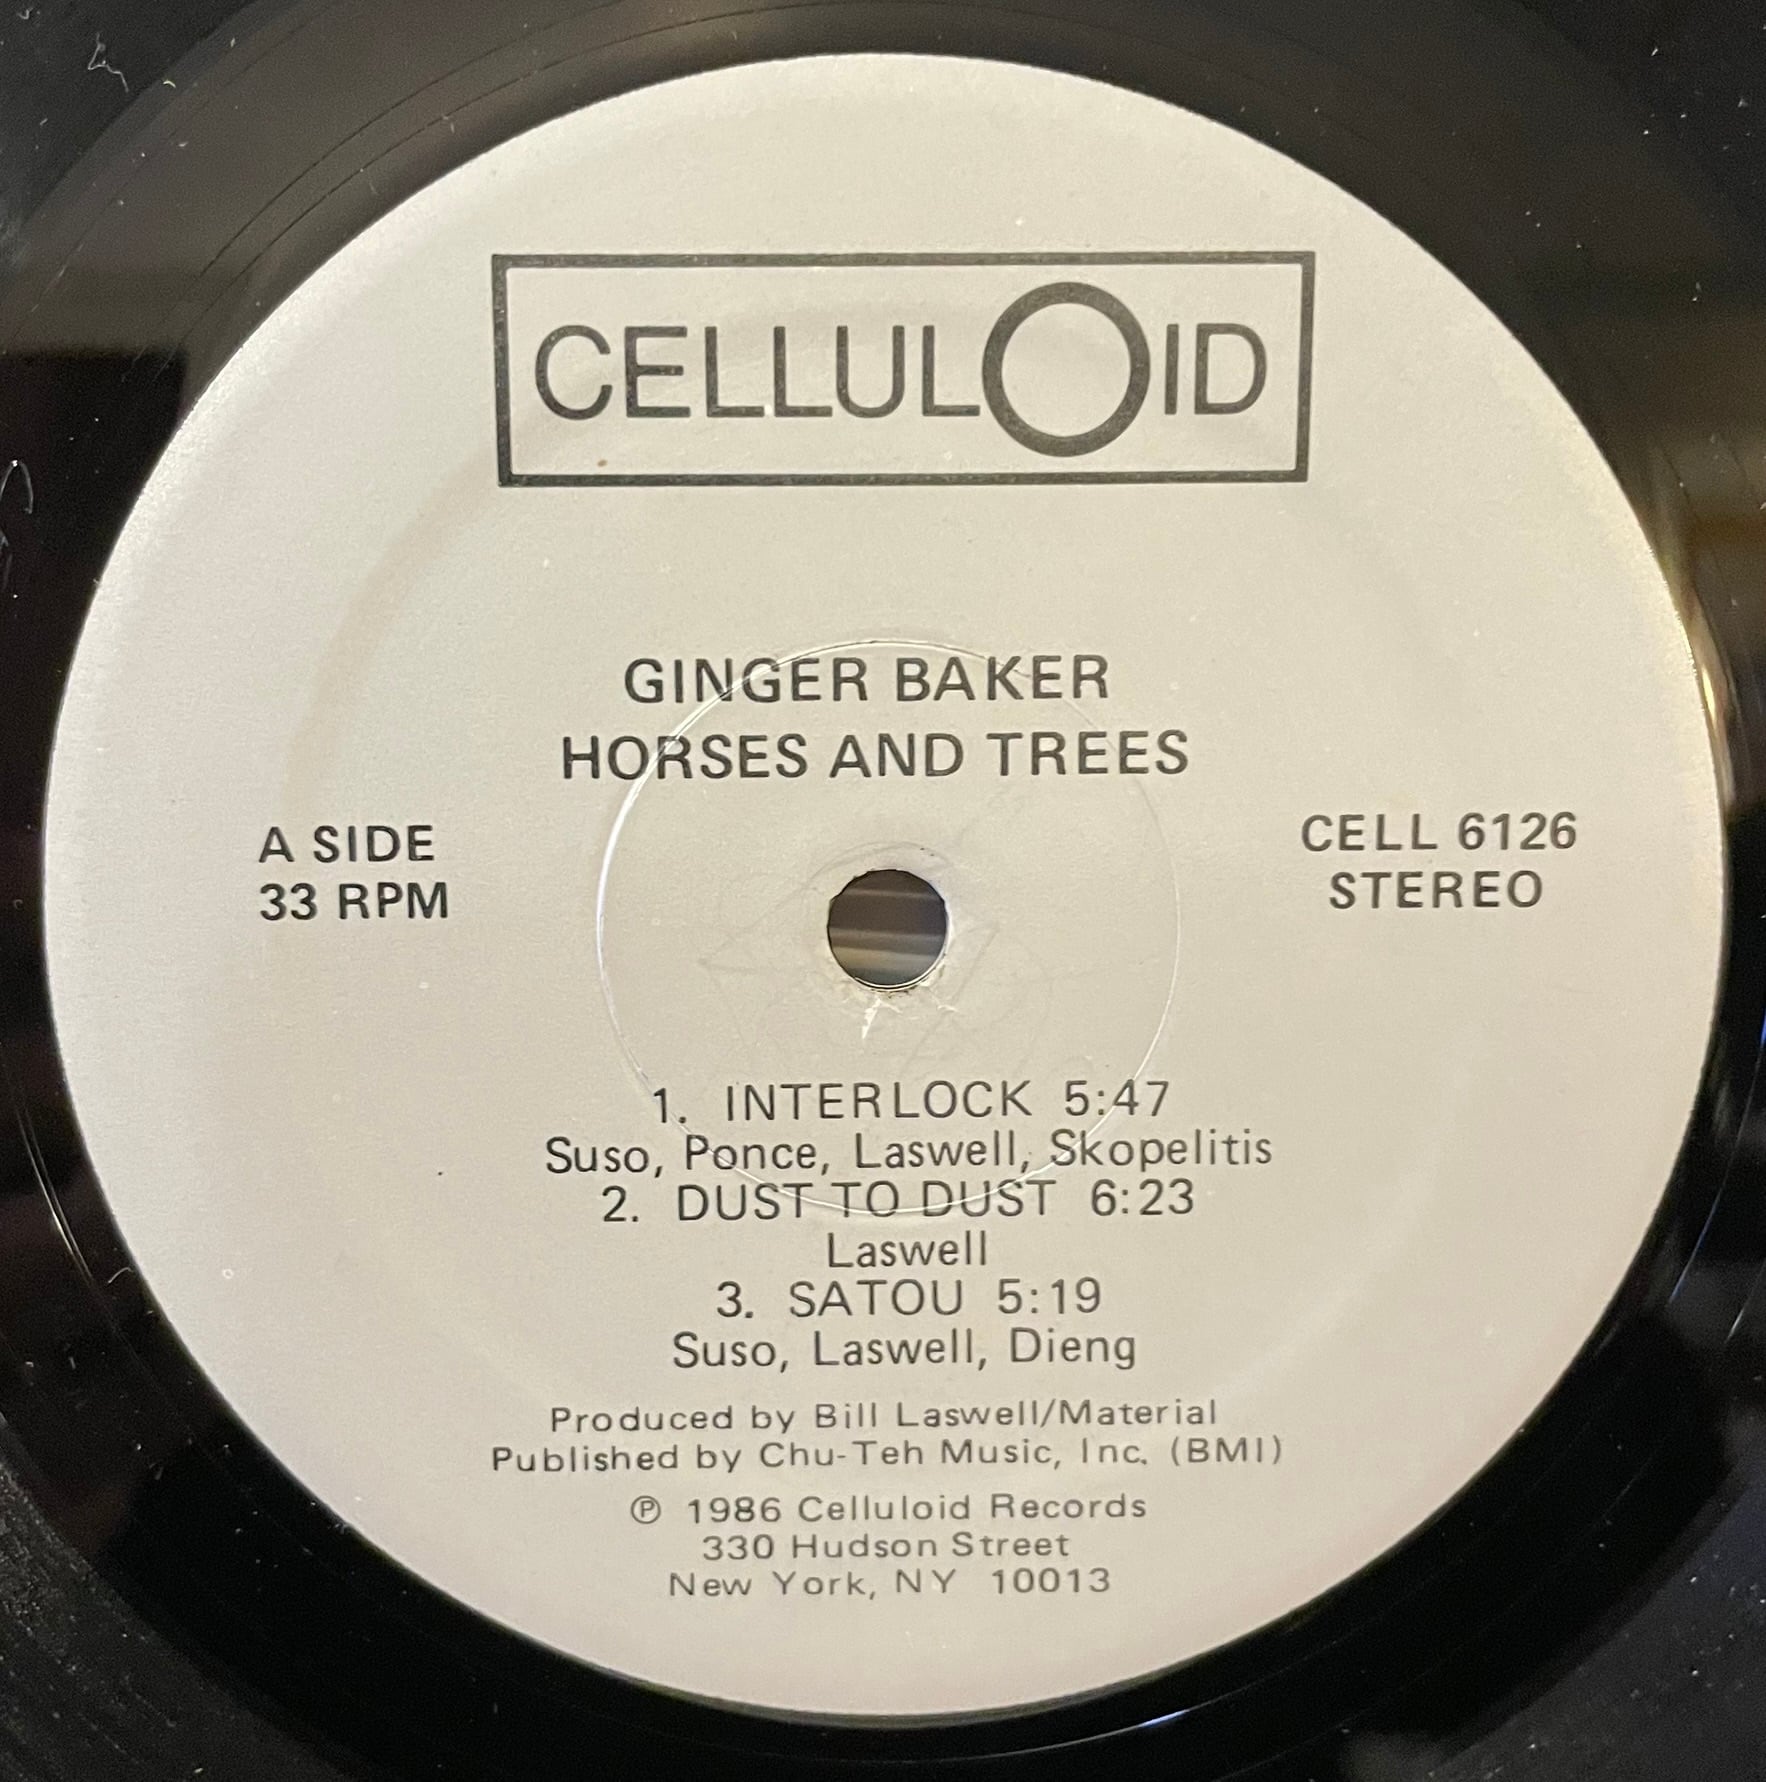 CELLULOID
GINGER BAKER
HORSES AND TREES
A SIDE
33 RPM
CELL 6126
STEREO
1. INTERLOCK 5:47
Suso, Ponce, Laswell, Skopelitis
2. DUST TO DUST 6:23
Laswell
3. SATOU 5:19
Suso, Laswell, Dieng
Produced by Bill Laswell/Material
Published by Chu-Teh Music, Inc. (BMI)
℗ 1986 Celluloid Records
330 Hudson Street
New York, NY 10013